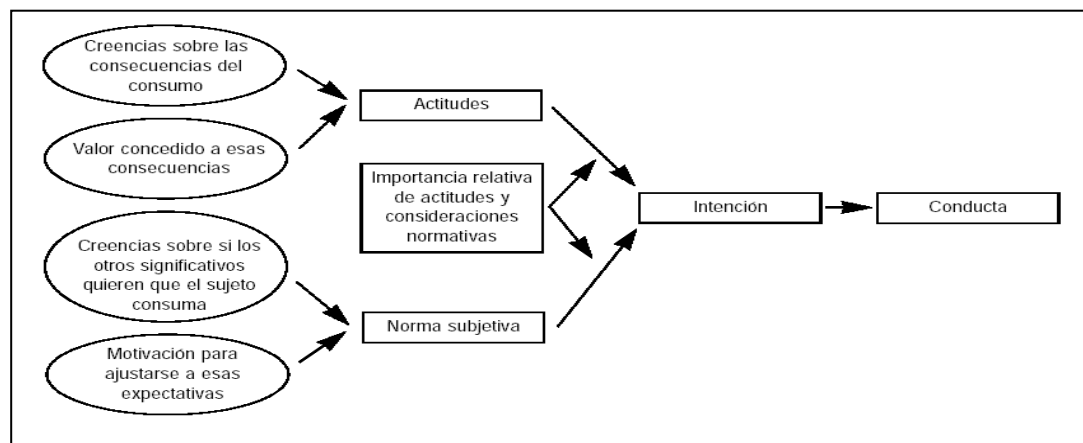 Creencias sobre las
consecuencias del
consumo
Valor concedido a esas
consecuencias
Creencias sobre si los
otros significativos
quieren que el sujeto
consuma
Motivación para
ajustarse a esas
expectativas
Actitudes
Importancia relativa
de actitudes y
consideraciones
normativas
Norma subjetiva
Intención
Conducta